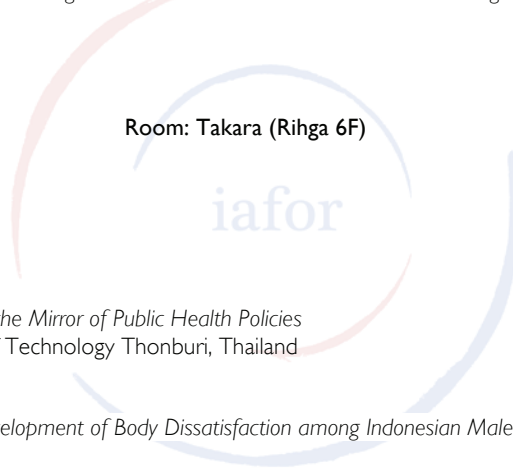 Room: Takara (Rihga 6F)
iafor
the Mirror of Public Health Policies
Technology Thonburi, Thailand
elopment of Body Dissatisfaction among Indonesian Male